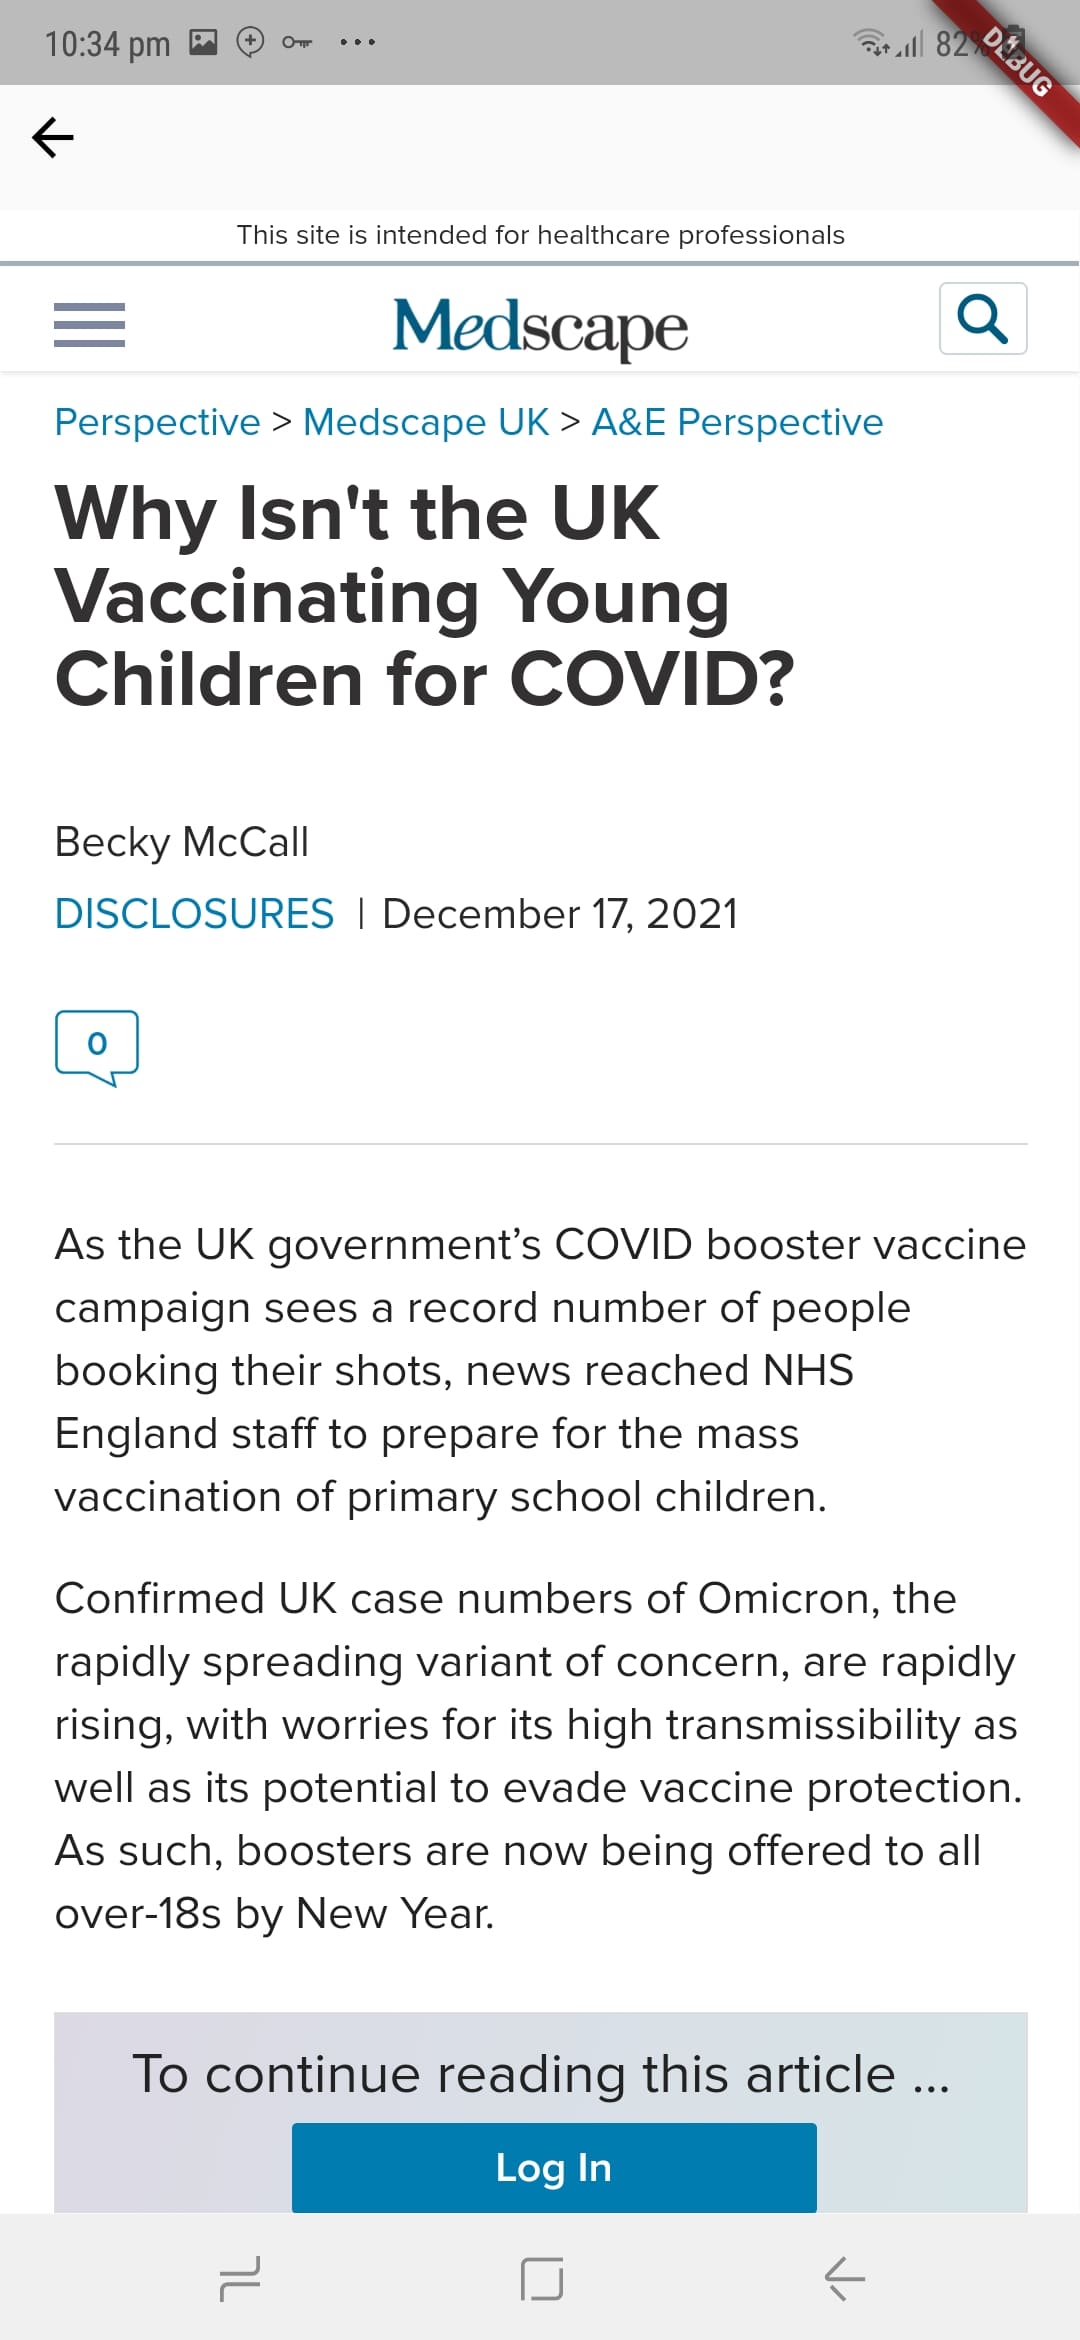 10:34 pm
82%
DEBUG
This site is intended for healthcare professionals
Medscape
Perspective > Medscape UK > A&E Perspective
Why Isn't the UK
Vaccinating Young
Children for COVID?
Becky McCall
DISCLOSURES | December 17, 2021
0
As the UK government’s COVID booster vaccine
campaign sees a record number of people
booking their shots, news reached NHS
England staff to prepare for the mass
vaccination of primary school children.
Confirmed UK case numbers of Omicron, the
rapidly spreading variant of concern, are rapidly
rising, with worries for its high transmissibility as
well as its potential to evade vaccine protection.
As such, boosters are now being offered to all
over-18s by New Year.
To continue reading this article ...
Log In